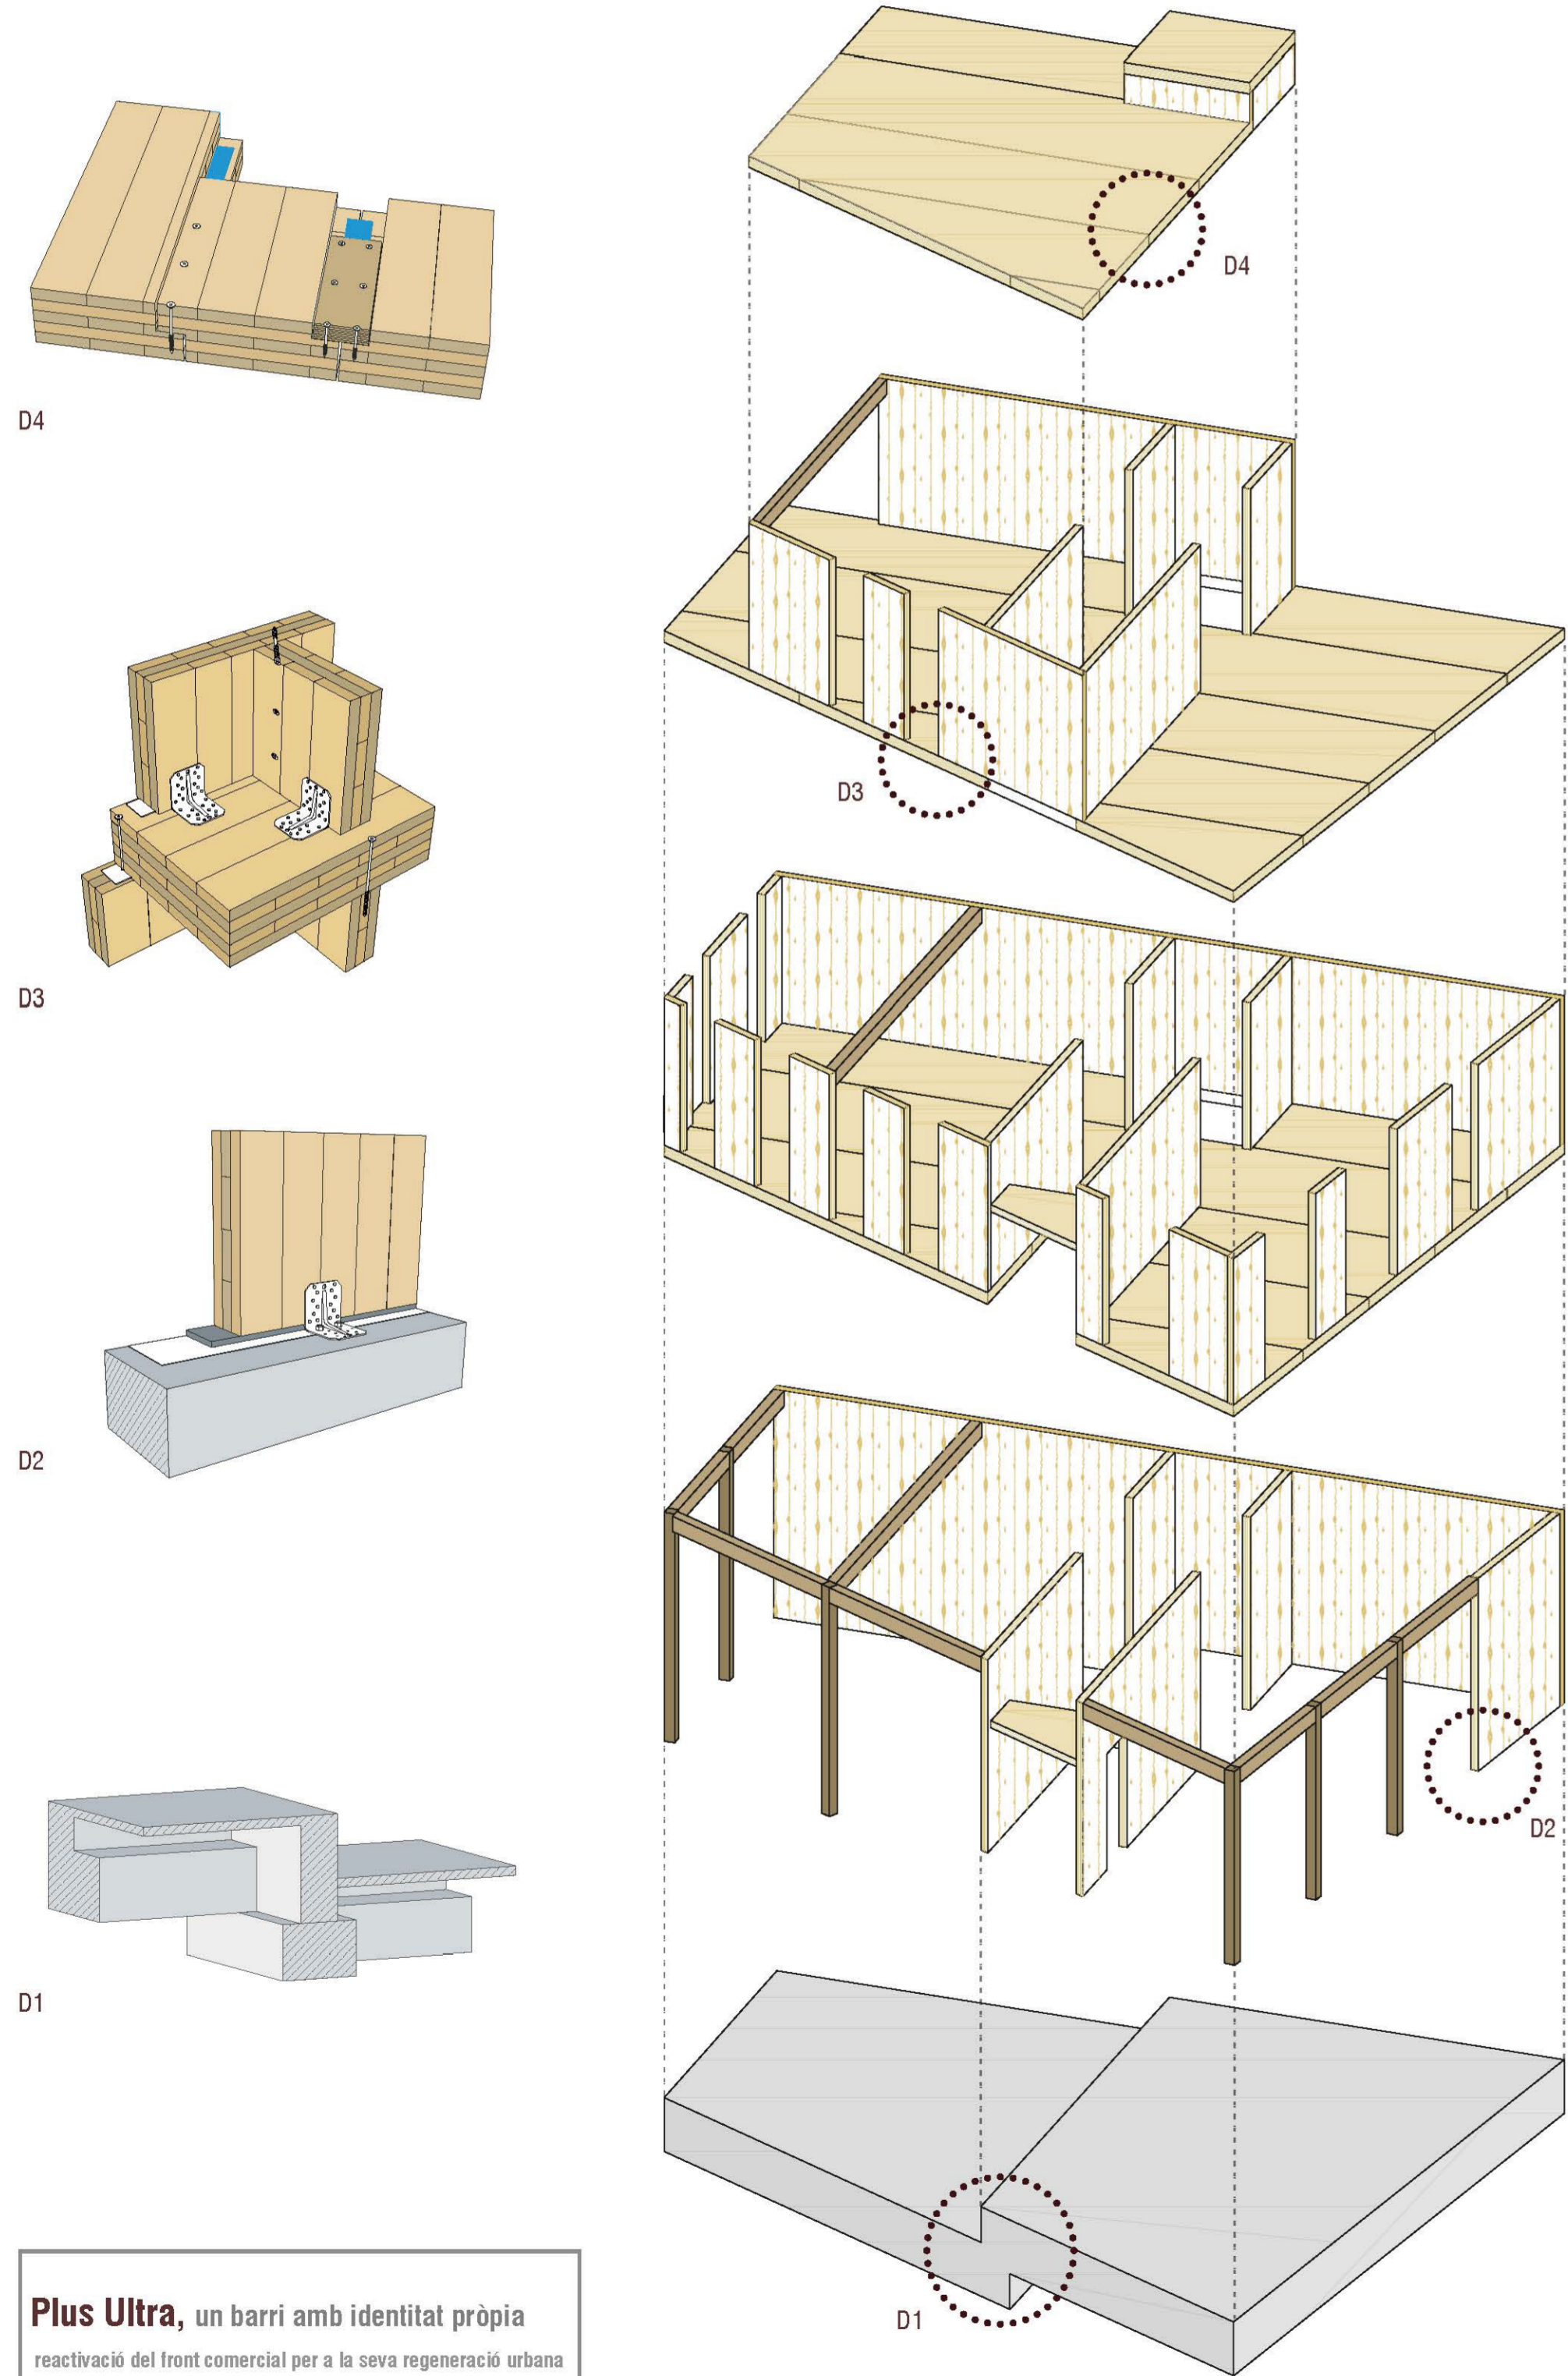 D4
D4
D3
D3
D2
D2
D1
D1
Plus Ultra, un barri amb identitat pròpia
reactivació del front comercial per a la seva regeneració urbana